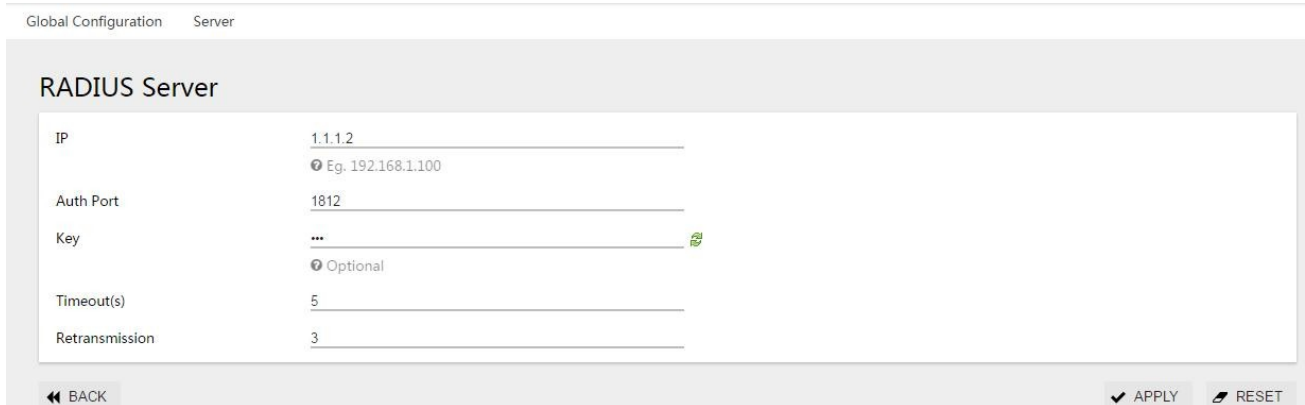 Global Configuration Server
RADIUS Server
IP 1.1.1.2
Eg. 192.168.1.100
Auth Port 1812
Key •••
Optional
Timeout(s) 5
Retransmission 3
BACK APPLY RESET